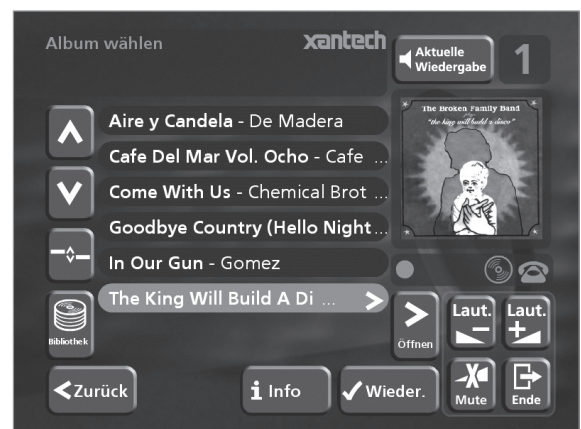 Album wählen
xantech
Aktuelle
Wiedergabe
1
Aire y Candela - De Madera
Cafe Del Mar Vol. Ocho - Cafe ...
Come With Us - Chemical Brot ...
Goodbye Country (Hello Night ...
In Our Gun - Gomez
The King Will Build A Di ...
The Broken Family Band
"the king will build a disco"
Bibliothek
Öffnen
Laut.
Laut.
Zurück
Info
Wieder.
Mute
Ende